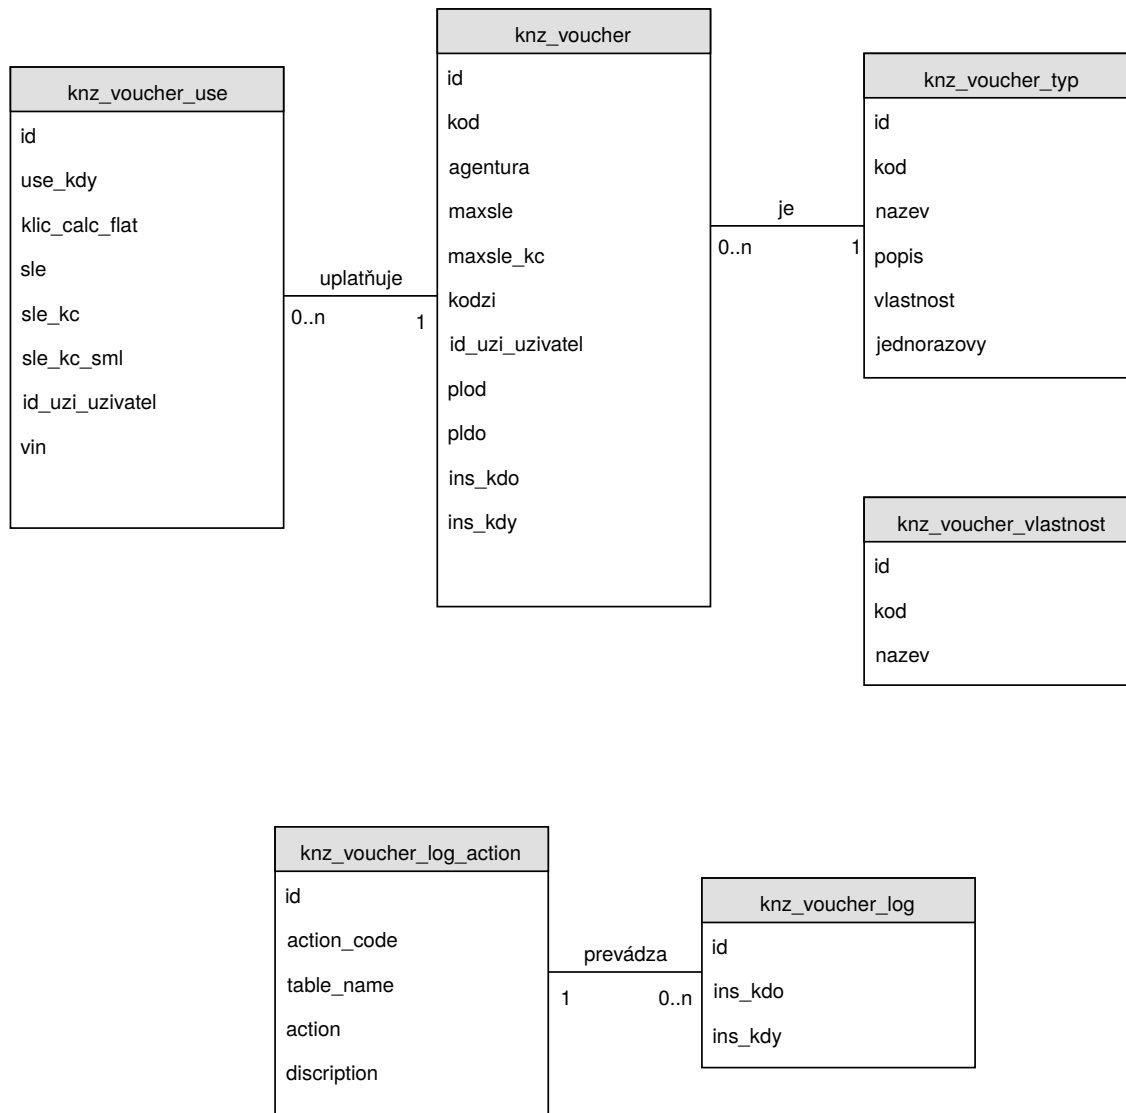 knz_voucher_use
id
use_kdy
klic_calc_flat
sle
sle_kc
sle_kc_sml
id_uzi_uzivatel
vin
uplatňuje
0..n
1
knz_voucher
id
kod
agentura
maxsle
maxsle_kc
kodzi
id_uzi_uzivatel
plod
pldo
ins_kdo
ins_kdy
je
0..n
1
knz_voucher_typ
id
kod
nazev
popis
vlastnost
jednorazovy
knz_voucher_vlastnost
id
kod
nazev
knz_voucher_log_action
id
action_code
table_name
action
discription
prevádza
1
0..n
knz_voucher_log
id
ins_kdo
ins_kdy